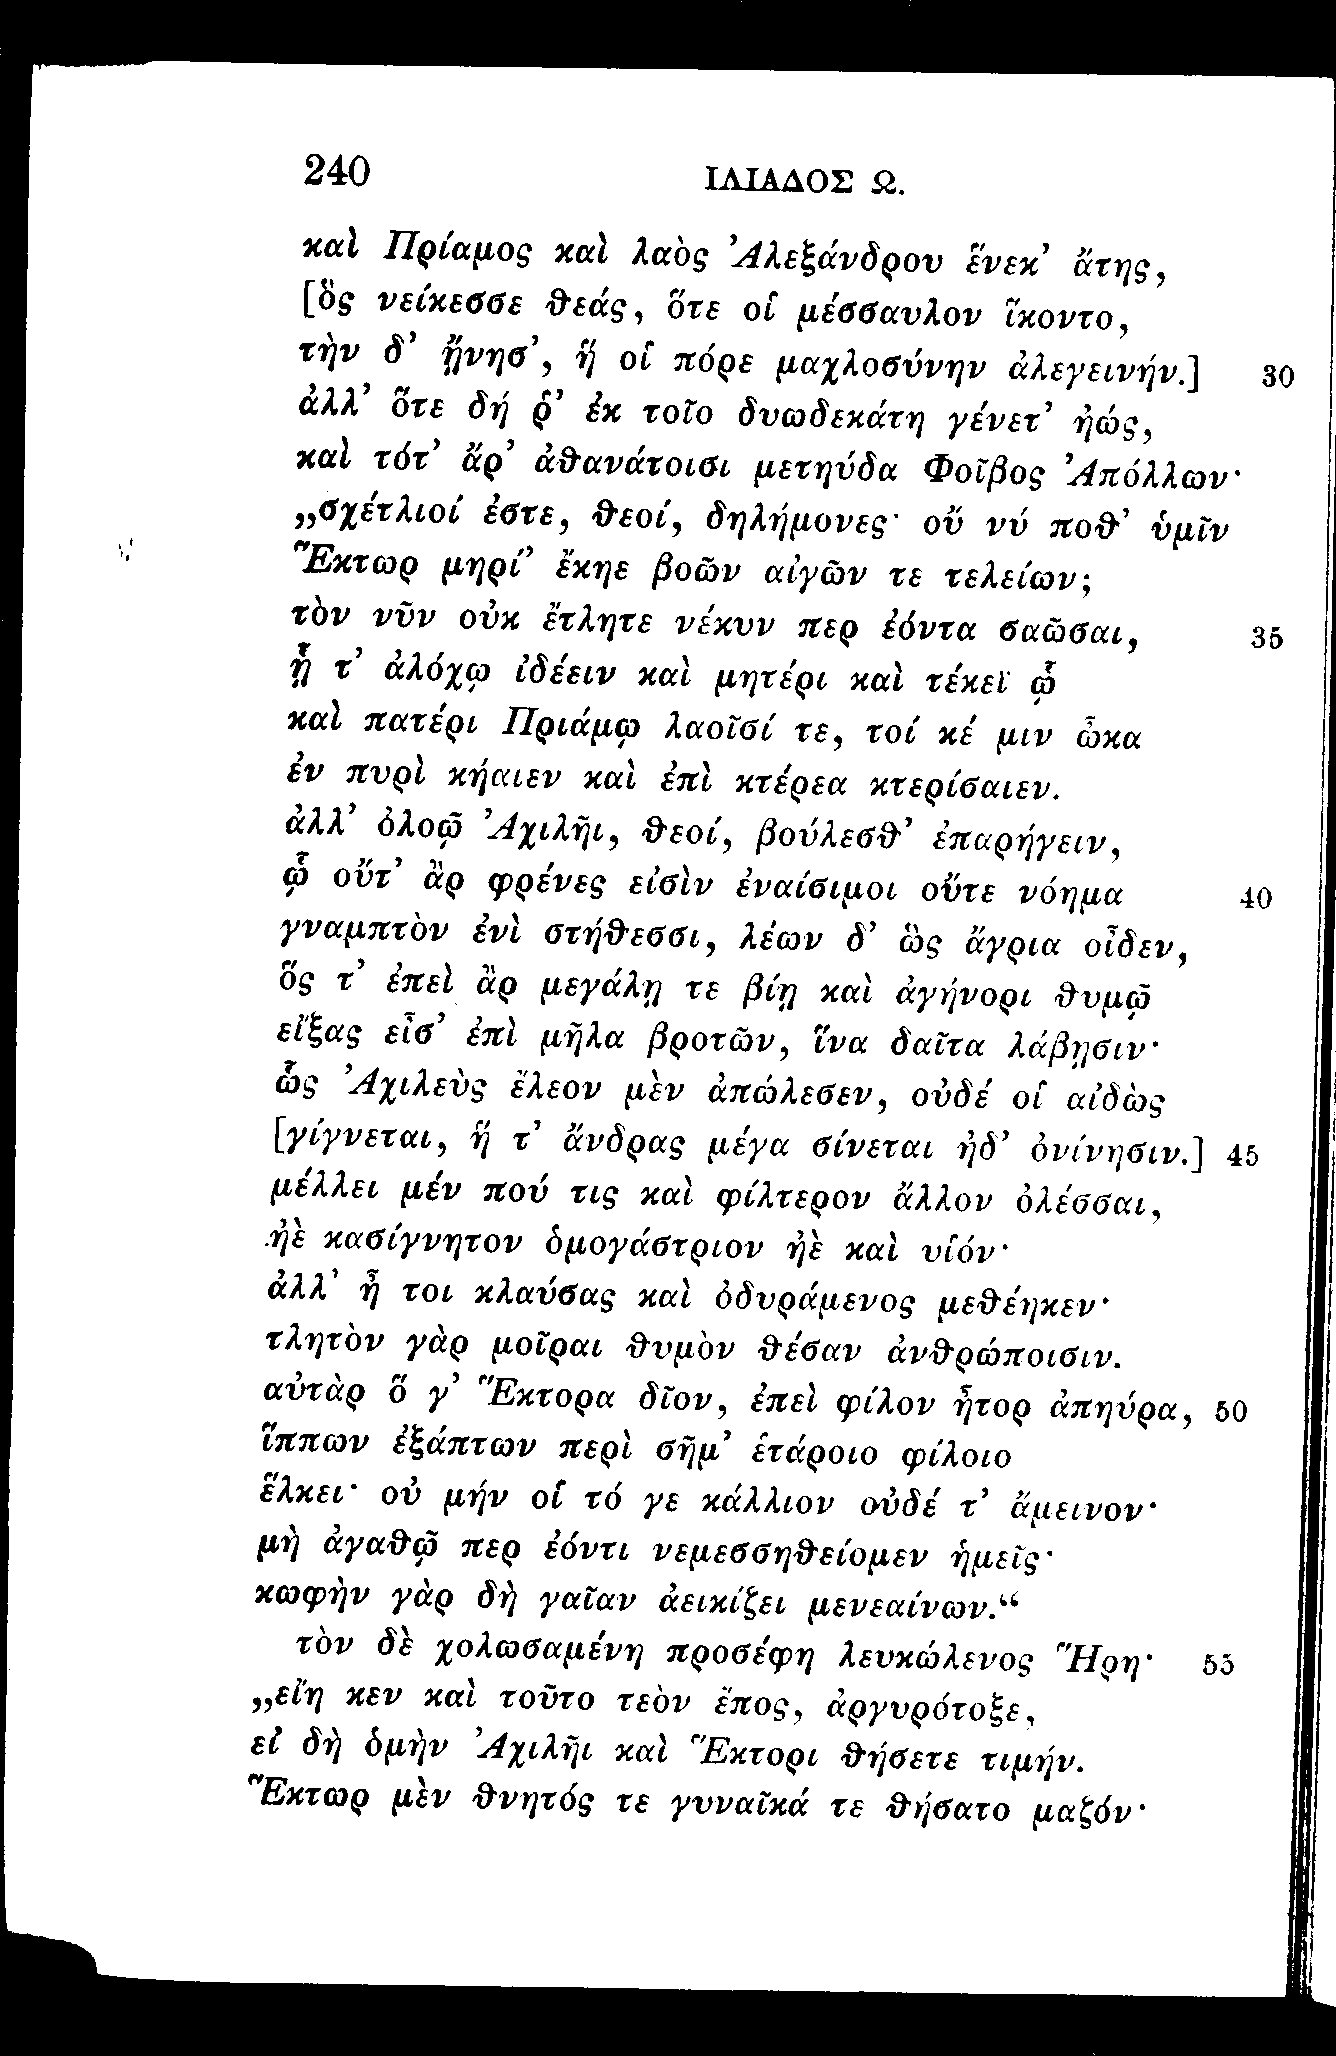 240 ΙΛΙΑΔΟΣ Ω.
καὶ Πρίαμος καὶ λαὸς Ἀλεξάνδρου ἕνεκ’ ἄτης,
[ὃς νείκεσσε θεάς, ὅτε οἱ μέσσαυλον ἵκοντο,
τὴν δ’ ᾔνησ’, ἥ οἱ πόρε μαχλοσύνην ἀλεγεινήν.] 30
ἀλλ’ ὅτε δή ῥ’ ἐκ τοῖο δυωδεκάτη γένετ’ ἠώς,
καὶ τότ’ ἄρ’ ἀθανάτοισι μετηύδα Φοῖβος Ἀπόλλων·
„σχέτλιοί ἐστε, θεοί, δηλήμονες· οὔ νύ ποθ’ ὑμῖν
Ἕκτωρ μηρί’ ἔκηε βοῶν αἰγῶν τε τελείων;
τὸν νῦν οὐκ ἔτλητε νέκυν περ ἐόντα σαῶσαι, 35
ᾗ τ’ ἀλόχῳ ἰδέειν καὶ μητέρι καὶ τέκεϊ ᾧ
καὶ πατέρι Πριάμῳ λαοῖσί τε, τοί κέ μιν ὦκα
ἐν πυρὶ κήαιεν καὶ ἐπὶ κτέρεα κτερίσαιεν.
ἀλλ’ ὀλοῷ Ἀχιλῆι, θεοί, βούλεσθ’ ἐπαρήγειν,
ᾧ οὔτ’ ἂρ φρένες εἰσὶν ἐναίσιμοι οὔτε νόημα 40
γναμπτὸν ἐνὶ στήθεσσι, λέων δ’ ὣς ἄγρια οἶδεν,
ὅς τ’ ἐπεὶ ἂρ μεγάλῃ τε βίῃ καὶ ἀγήνορι θυμῷ
εἴξας εἶσ’ ἐπὶ μῆλα βροτῶν, ἵνα δαῖτα λάβῃσιν·
ὣς Ἀχιλεὺς ἔλεον μὲν ἀπώλεσεν, οὐδέ οἱ αἰδὼς
[γίγνεται, ἥ τ’ ἄνδρας μέγα σίνεται ἠδ’ ὀνίνησιν.] 45
μέλλει μέν πού τις καὶ φίλτερον ἄλλον ὀλέσσαι,
ἠὲ κασίγνητον ὁμογάστριον ἠὲ καὶ υἱόν·
ἀλλ’ ἦ τοι κλαύσας καὶ ὀδυράμενος μεθέηκεν·
τλητὸν γὰρ μοῖραι θυμὸν θέσαν ἀνθρώποισιν.
αὐτὰρ ὅ γ’ Ἕκτορα δῖον, ἐπεὶ φίλον ἦτορ ἀπηύρα, 50
ἵππων ἐξάπτων περὶ σῆμ’ ἑτάροιο φίλοιο
ἕλκει· οὐ μήν οἱ τό γε κάλλιον οὐδέ τ’ ἄμεινον·
μὴ ἀγαθῷ περ ἐόντι νεμεσσηθείομεν ἡμεῖς·
κωφὴν γὰρ δὴ γαῖαν ἀεικίζει μενεαίνων.“
τὸν δὲ χολωσαμένη προσέφη λευκώλενος Ἥρη· 55
„εἴη κεν καὶ τοῦτο τεὸν ἔπος, ἀργυρότοξε,
εἰ δὴ ὁμὴν Ἀχιλῆι καὶ Ἕκτορι θήσετε τιμήν.
Ἕκτωρ μὲν θνητός τε γυναῖκά τε θήσατο μαζόν·